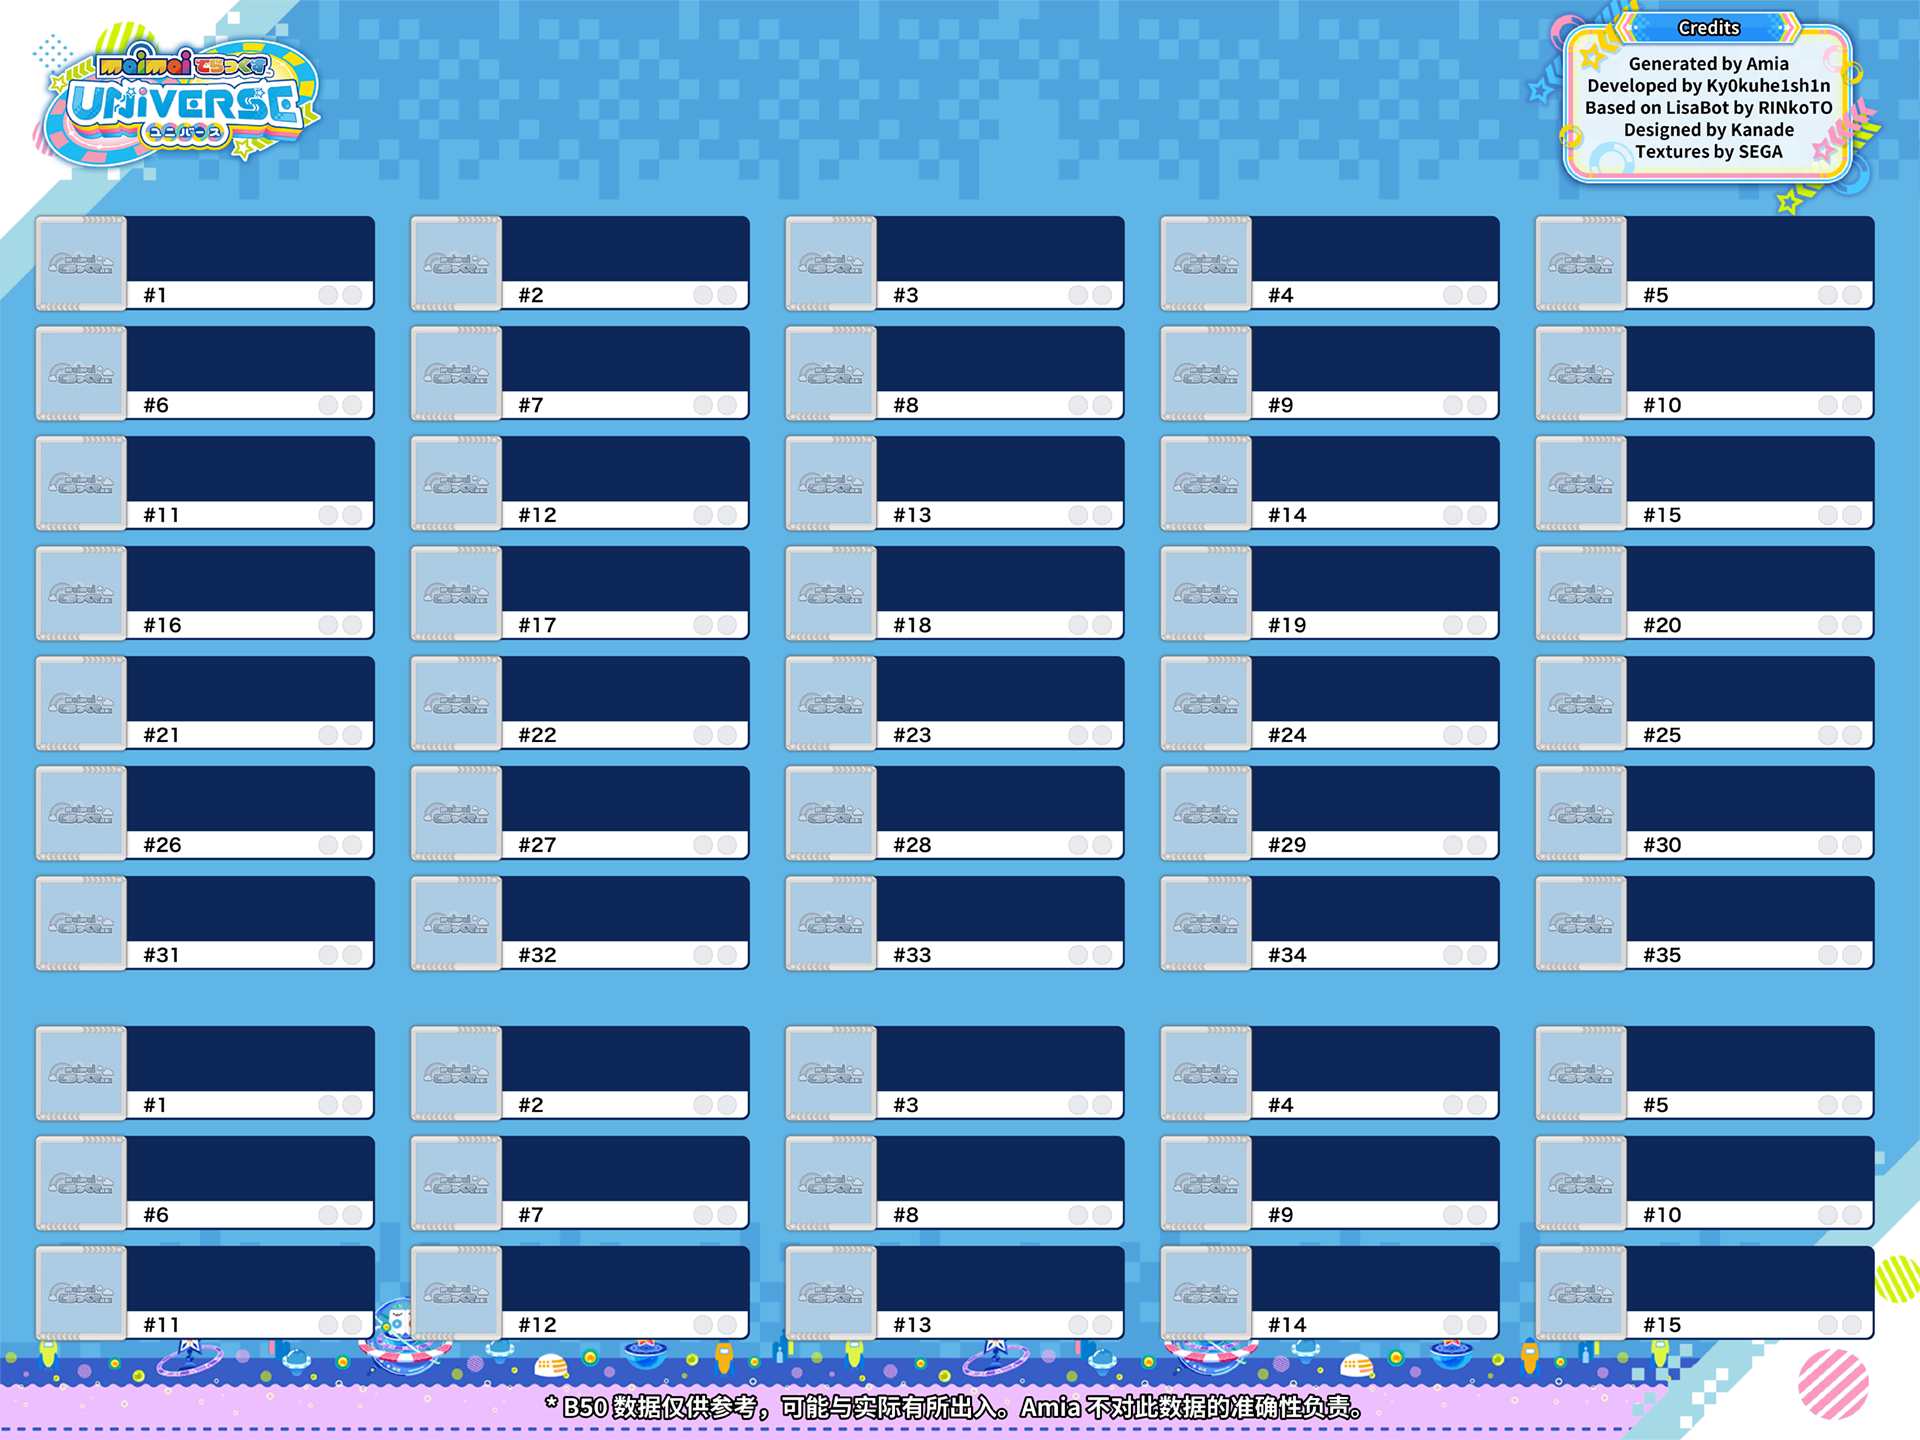 maimai でらっくす
UNiVERSE
ユニバース
Credits
Generated by Amia
Developed by Ky0kuhe1sh1n
Based on LisaBot by RINkoTO
Designed by Kanade
Textures by SEGA
#1 #2 #3 #4 #5
#6 #7 #8 #9 #10
#11 #12 #13 #14 #15
#16 #17 #18 #19 #20
#21 #22 #23 #24 #25
#26 #27 #28 #29 #30
#31 #32 #33 #34 #35
#1 #2 #3 #4 #5
#6 #7 #8 #9 #10
#11 #12 #13 #14 #15
* B50 数据仅供参考，可能与实际有所出入。Amia 不对此数据的准确性负责。